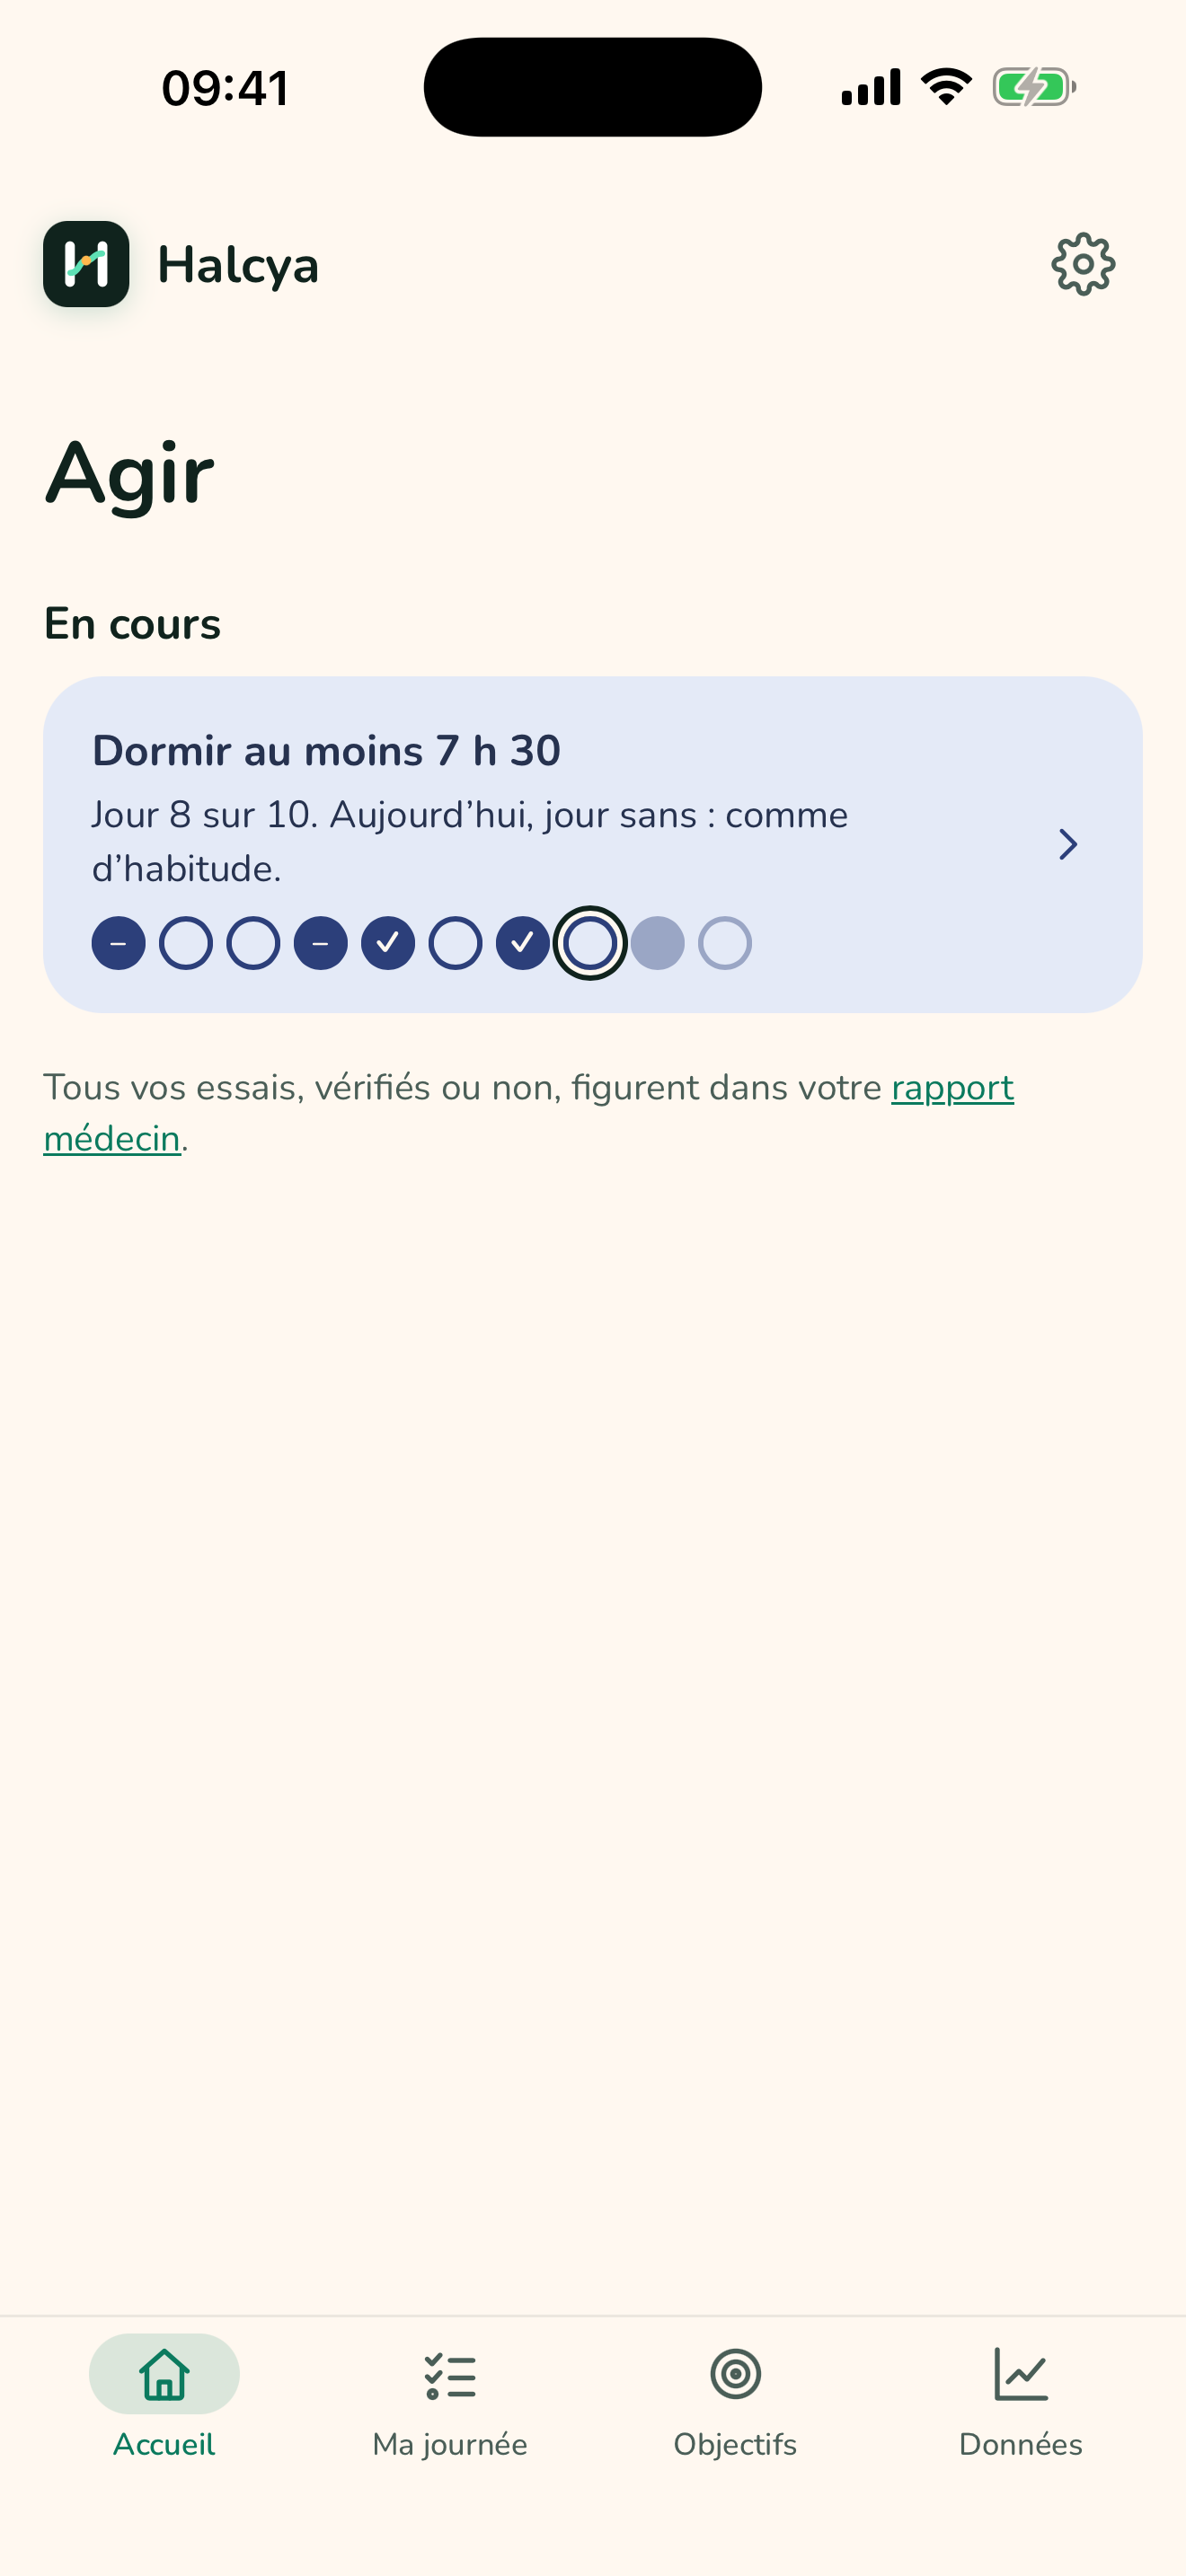 09:41
Halcya
Agir
En cours
Dormir au moins 7 h 30
Jour 8 sur 10. Aujourd’hui, jour sans : comme
d’habitude.
Tous vos essais, vérifiés ou non, figurent dans votre rapport
médecin.
Accueil
Ma journée
Objectifs
Données